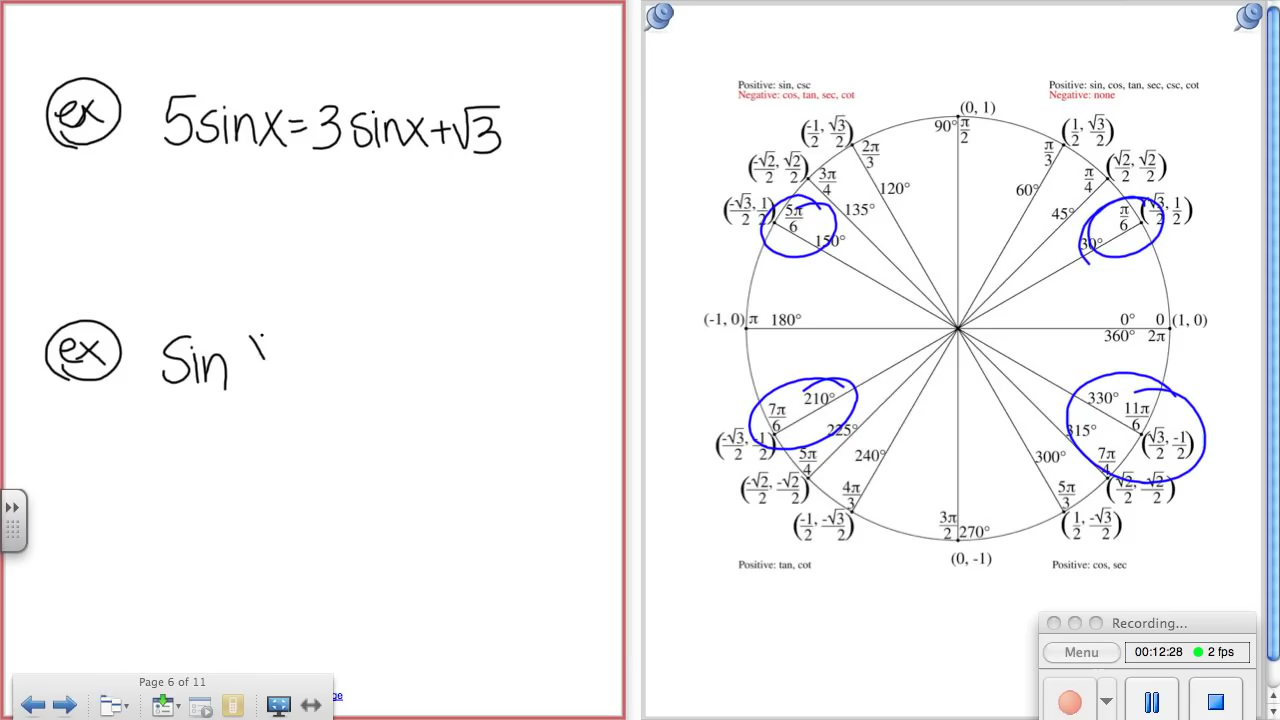 ex 5sinx=3sinx+√3
ex Sin
Page 6 of 11
Positive: sin, csc
Negative: cos, tan, sec, cot
Positive: sin, cos, tan, sec, csc, cot
Negative: none
(0, 1)
90° π/2
(-1/2, √3/2) 2π/3 120°
(-√2/2, √2/2) 3π/4 135°
(-√3/2, 1/2) 5π/6 150°
π/3 (1/2, √3/2) 60°
π/4 (√2/2, √2/2) 45°
π/6 (√3/2, 1/2) 30°
(-1, 0) π 180°
0° 0 (1, 0)
360° 2π
210° 7π/6 (-√3/2, -1/2)
225° 5π/4 (-√2/2, -√2/2)
240° 4π/3 (-1/2, -√3/2)
330° 11π/6 (√3/2, -1/2)
315° 7π/4 (√2/2, -√2/2)
300° 5π/3 (1/2, -√3/2)
3π/2 270°
(0, -1)
Positive: tan, cot
Positive: cos, sec
Recording...
Menu 00:12:28 2 fps